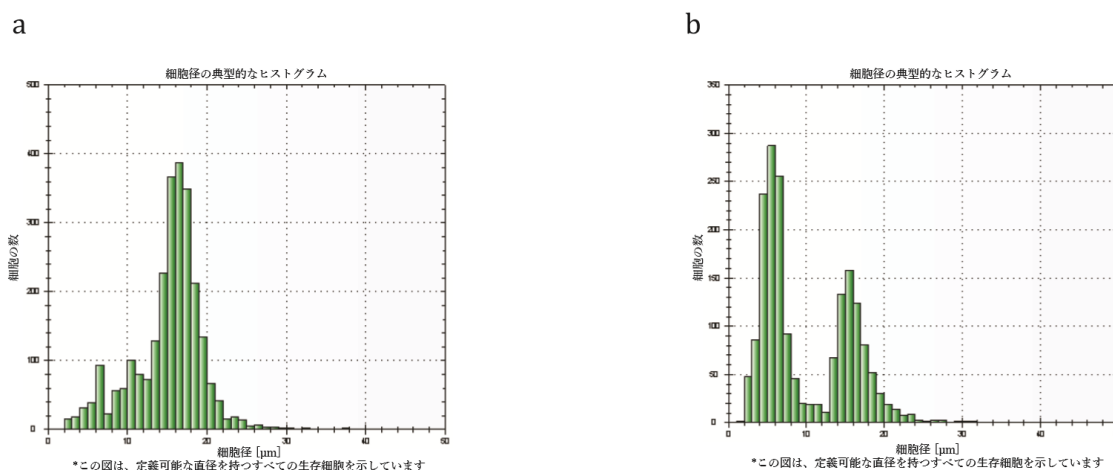 a
b
細胞径の典型的なヒストグラム
細胞の数
500
400
300
200
100
0
0 10 20 30 40 50
細胞径 [μm]
*この図は、定義可能な直径を持つすべての生存細胞を示しています
細胞径の典型的なヒストグラム
細胞の数
350
300
250
200
150
100
50
0
0 10 20 30 40
細胞径 [μm]
*この図は、定義可能な直径を持つすべての生存細胞を示しています